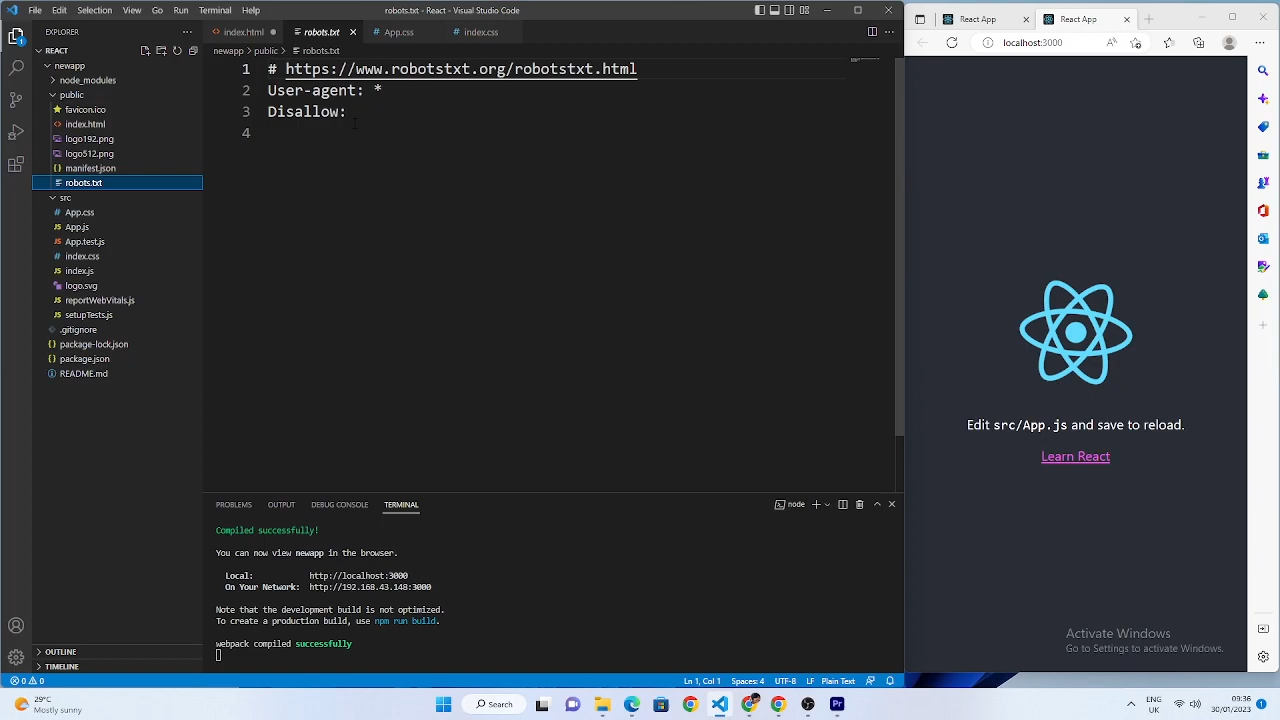 File Edit Selection View Go Run Terminal Help
robots.txt - React - Visual Studio Code
EXPLORER
REACT
newapp
node_modules
public
favicon.ico
index.html
logo192.png
logo512.png
manifest.json
robots.txt
src
App.css
App.js
App.test.js
index.css
index.js
logo.svg
reportWebVitals.js
setupTests.js
.gitignore
package-lock.json
package.json
README.md
OUTLINE
TIMELINE
index.html robots.txt App.css index.css
newapp > public > robots.txt
1 # https://www.robotstxt.org/robotstxt.html
2 User-agent: *
3 Disallow:
4
PROBLEMS OUTPUT DEBUG CONSOLE TERMINAL
node
Compiled successfully!
You can now view newapp in the browser.
Local: http://localhost:3000
On Your Network: http://192.168.43.148:3000
Note that the development build is not optimized.
To create a production build, use npm run build.
webpack compiled successfully
0 0
Ln 1, Col 1 Spaces: 4 UTF-8 LF Plain Text
React App React App
localhost:3000
Edit src/App.js and save to reload.
Learn React
Activate Windows
Go to Settings to activate Windows.
29°C
Mostly sunny
Search
Pr
ENG
UK
09:36
30/01/2023